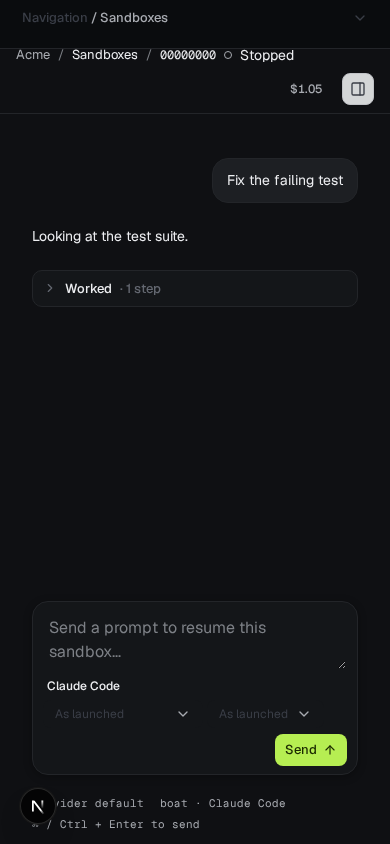 Navigation / Sandboxes
Acme / Sandboxes / 00000000 Stopped
$1.05
Fix the failing test
Looking at the test suite.
Worked · 1 step
Send a prompt to resume this
sandbox...
Claude Code
As launched As launched
Send ↑
N
default boat · Claude Code
/ Ctrl + Enter to send